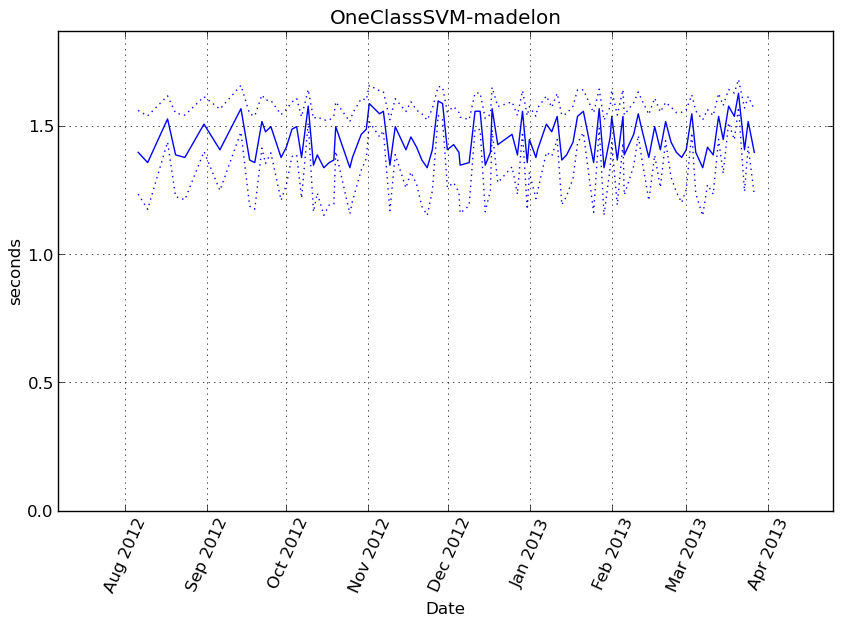 OneClassSVM-madelon
1.5
1.0
0.5
0.0
seconds
Aug 2012
Sep 2012
Oct 2012
Nov 2012
Dec 2012
Jan 2013
Feb 2013
Mar 2013
Apr 2013
Date